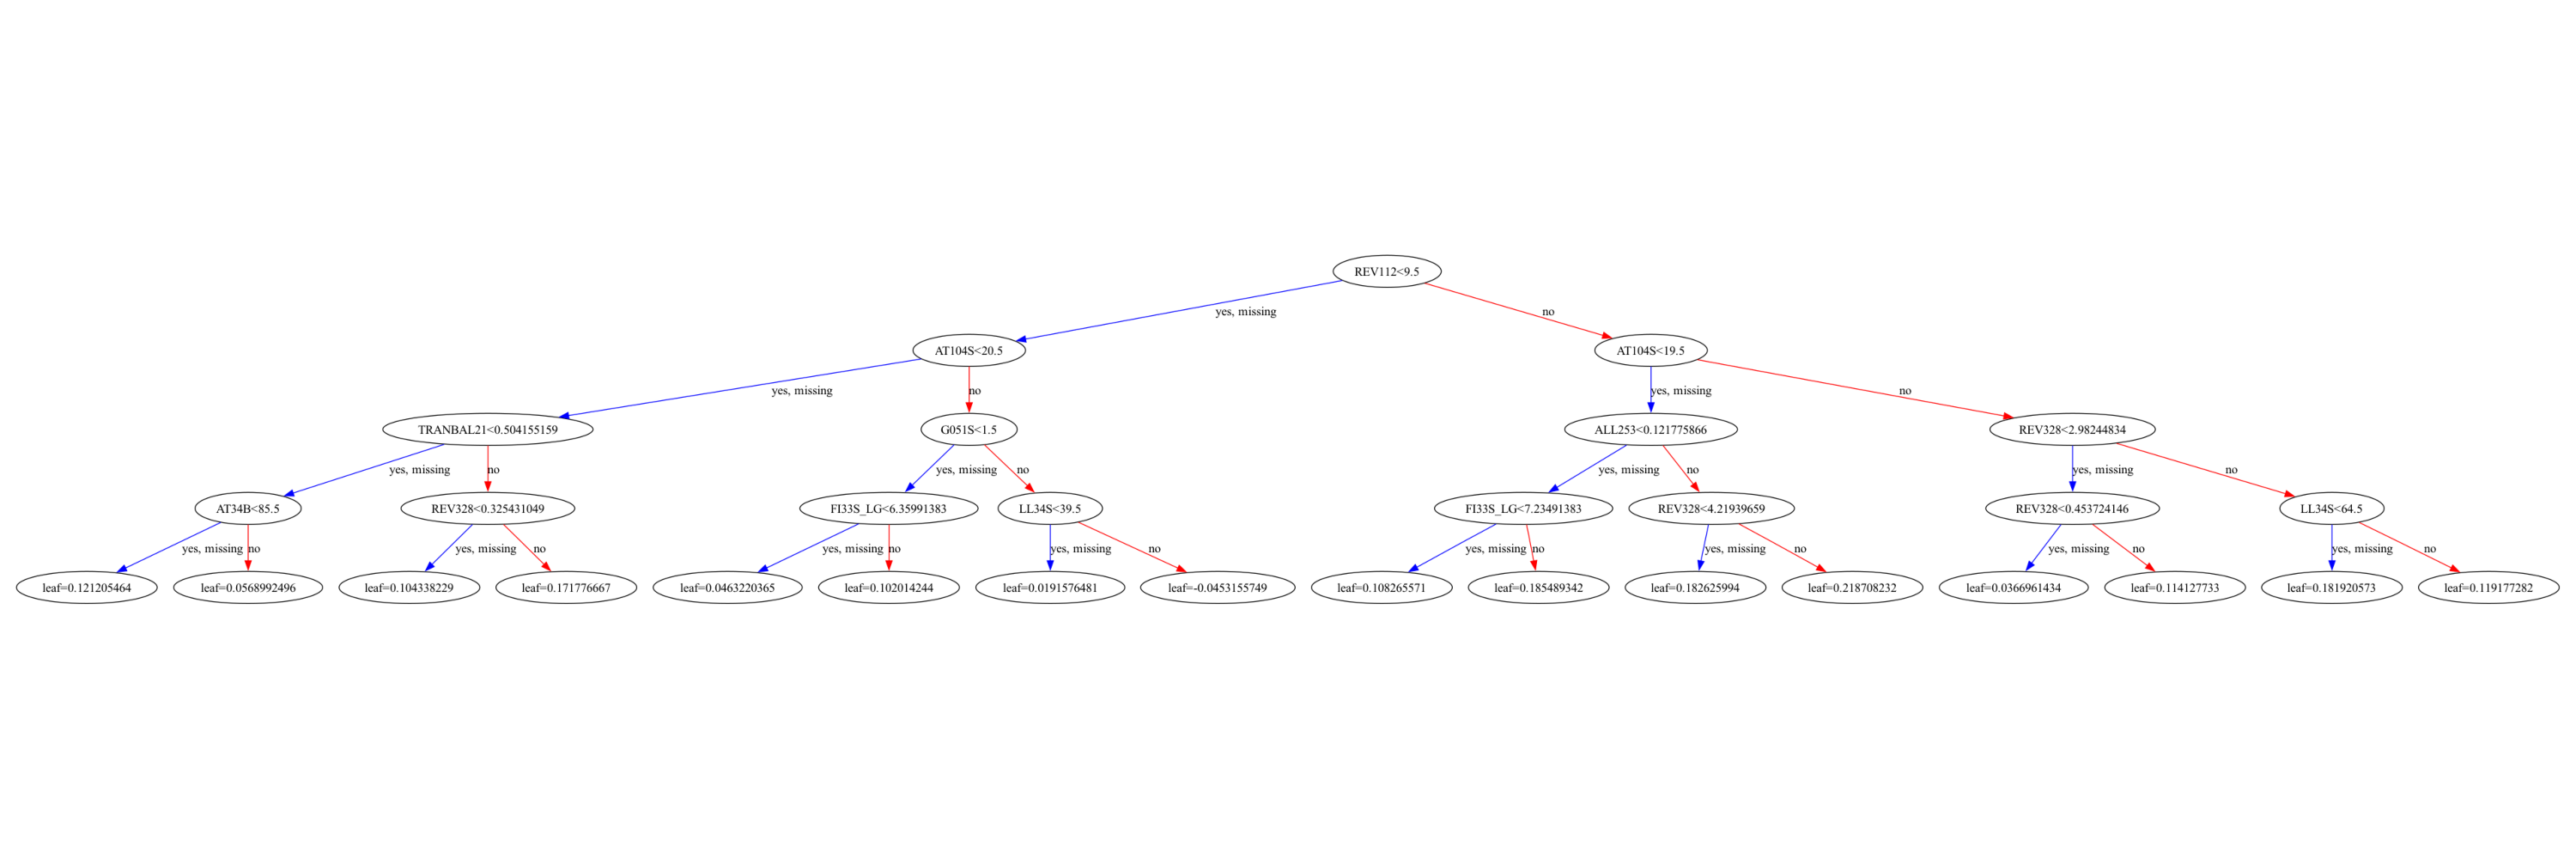 REV112<9.5
yes, missing
no
AT104S<20.5
AT104S<19.5
yes, missing
no
yes, missing
no
TRANBAL21<0.504155159
G051S<1.5
ALL253<0.121775866
REV328<2.98244834
yes, missing
no
yes, missing
no
yes, missing
no
yes, missing
no
AT34B<85.5
REV328<0.325431049
FI33S_LG<6.35991383
LL34S<39.5
FI33S_LG<7.23491383
REV328<4.21939659
REV328<0.453724146
LL34S<64.5
yes, missing
no
yes, missing
no
yes, missing
no
yes, missing
no
yes, missing
no
yes, missing
no
yes, missing
no
yes, missing
no
leaf=0.121205464
leaf=0.0568992496
leaf=0.104338229
leaf=0.171776667
leaf=0.0463220365
leaf=0.102014244
leaf=0.0191576481
leaf=-0.0453155749
leaf=0.108265571
leaf=0.185489342
leaf=0.182625994
leaf=0.218708232
leaf=0.0366961434
leaf=0.114127733
leaf=0.181920573
leaf=0.119177282